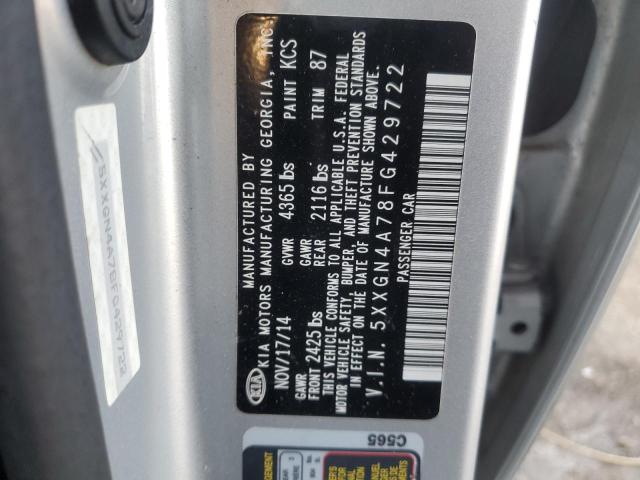 MANUFACTURED BY
KIA KIA MOTORS MANUFACTURING GEORGIA, INC
NOV/17/14 GVWR 4365 lbs PAINT KCS
GAWR FRONT 2425 lbs GAWR REAR 2116 lbs TRIM 87
THIS VEHICLE CONFORMS TO ALL APPLICABLE U.S.A. FEDERAL
MOTOR VEHICLE SAFETY, BUMPER, AND THEFT PREVENTION STANDARDS
IN EFFECT ON THE DATE OF MANUFACTURE SHOWN ABOVE.
V.I.N. 5XXGN4A78FG429722
PASSENGER CAR
5XXGN4A78FG429722
C565